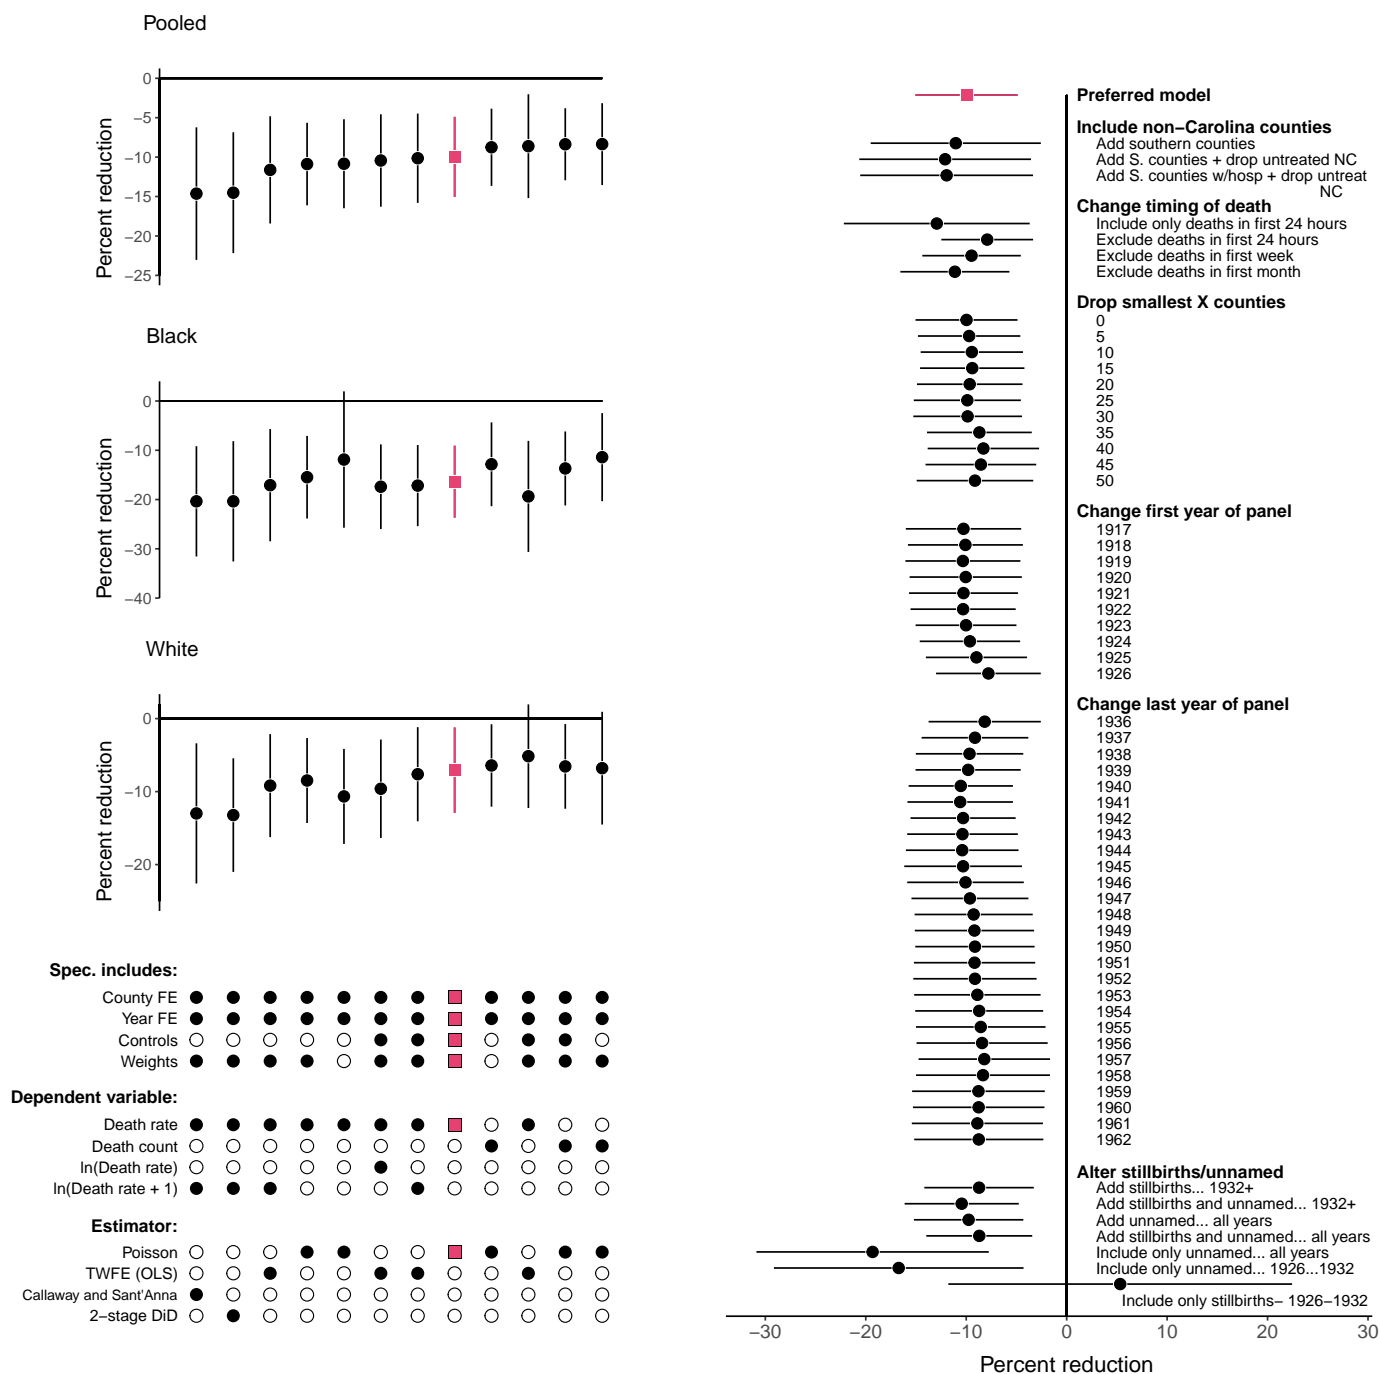 Pooled
0
−5
−10
−15
−20
−25
Percent reduction
Black
0
−10
−20
−30
−40
Percent reduction
White
0
−10
−20
Percent reduction
Spec. includes:
County FE
Year FE
Controls
Weights
Dependent variable:
Death rate
Death count
ln(Death rate)
ln(Death rate + 1)
Estimator:
Poisson
TWFE (OLS)
Callaway and Sant'Anna
2−stage DiD
Preferred model
Include non−Carolina counties
Add southern counties
Add S. counties + drop untreated NC
Add S. counties w/hosp + drop untreat
NC
Change timing of death
Include only deaths in first 24 hours
Exclude deaths in first 24 hours
Exclude deaths in first week
Exclude deaths in first month
Drop smallest X counties
0
5
10
15
20
25
30
35
40
45
50
Change first year of panel
1917
1918
1919
1920
1921
1922
1923
1924
1925
1926
Change last year of panel
1936
1937
1938
1939
1940
1941
1942
1943
1944
1945
1946
1947
1948
1949
1950
1951
1952
1953
1954
1955
1956
1957
1958
1959
1960
1961
1962
Alter stillbirths/unnamed
Add stillbirths... 1932+
Add stillbirths and unnamed... 1932+
Add unnamed... all years
Add stillbirths and unnamed... all years
Include only unnamed... all years
Include only unnamed... 1926...1932
Include only stillbirths− 1926−1932
−30 −20 −10 0 10 20 30
Percent reduction